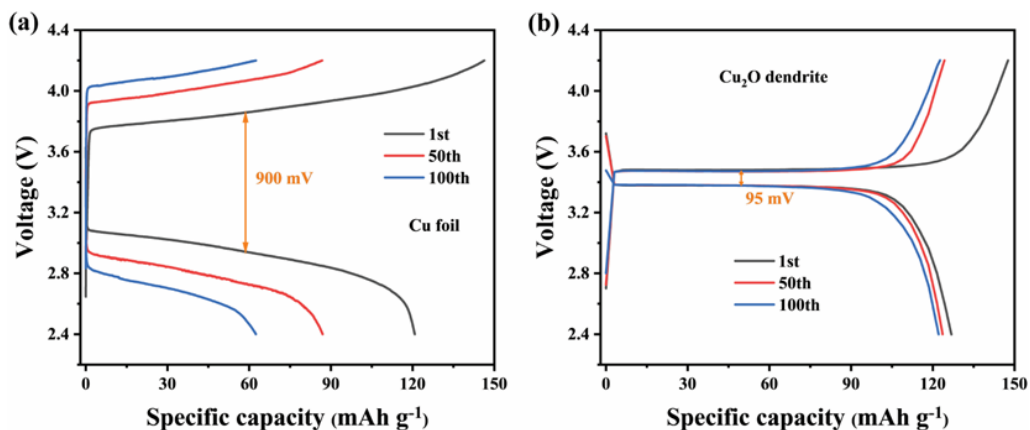 (a)
4.4
4.0
3.6
3.2
2.8
2.4
Voltage (V)
1st
50th
100th
900 mV
Cu foil
0 30 60 90 120 150
Specific capacity (mAh g⁻¹)
(b)
4.4
4.0
3.6
3.2
2.8
2.4
Voltage (V)
Cu₂O dendrite
95 mV
1st
50th
100th
0 30 60 90 120 150
Specific capacity (mAh g⁻¹)